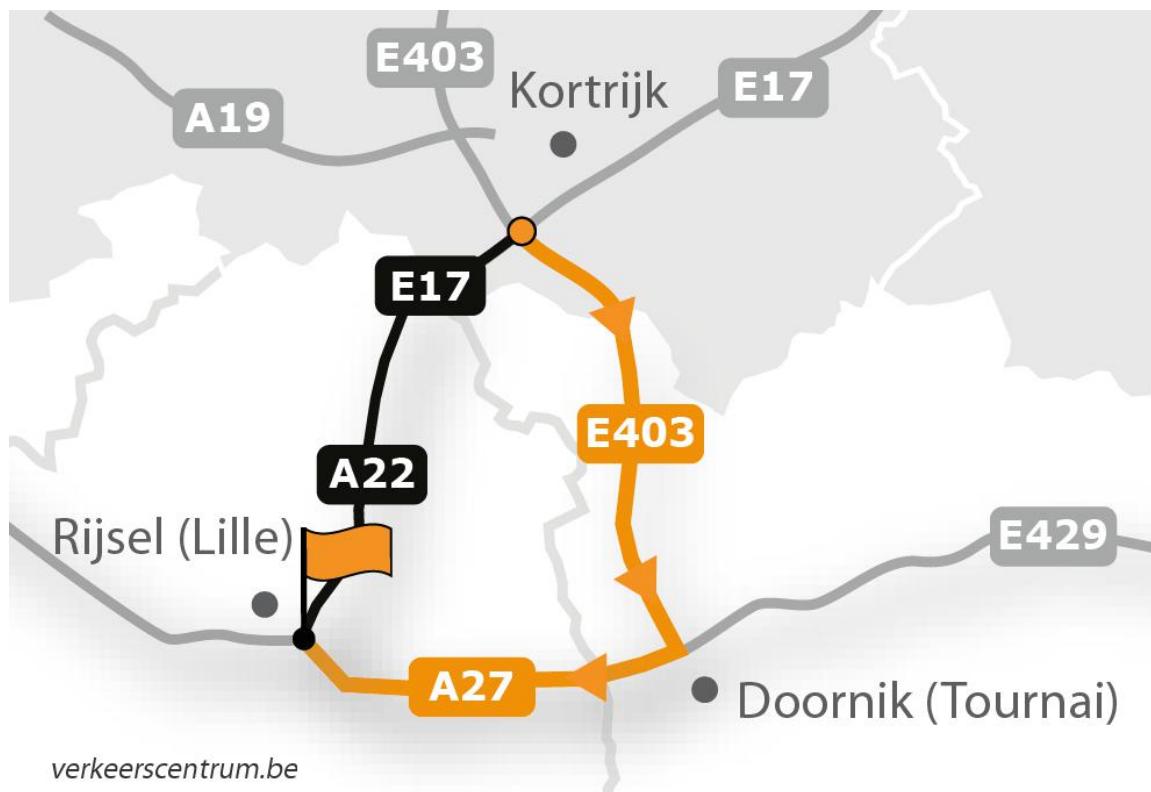 E403
Kortrijk
E17
A19
E17
E403
A22
Rijsel (Lille)
E429
A27
Doornik (Tournai)
verkeerscentrum.be